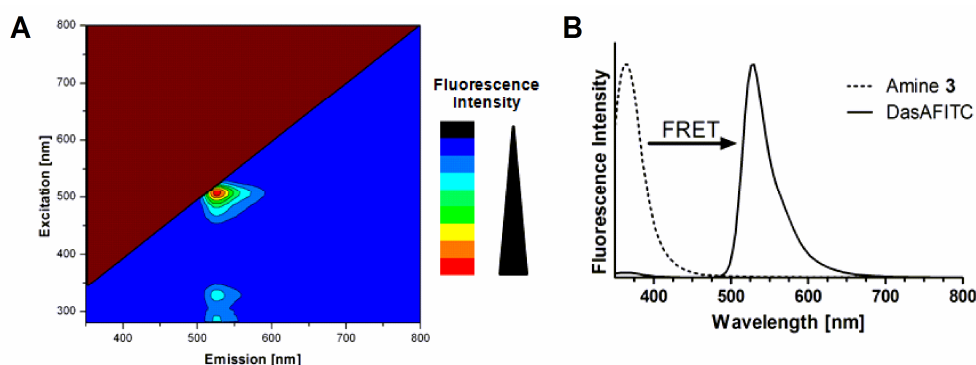 A
800
700
600
500
400
300
Excitation [nm]
400
500
600
700
800
Emission [nm]
Fluorescence
Intensity
B
Fluorescence Intensity
FRET
Amine 3
DasAFITC
400
500
600
700
800
Wavelength [nm]